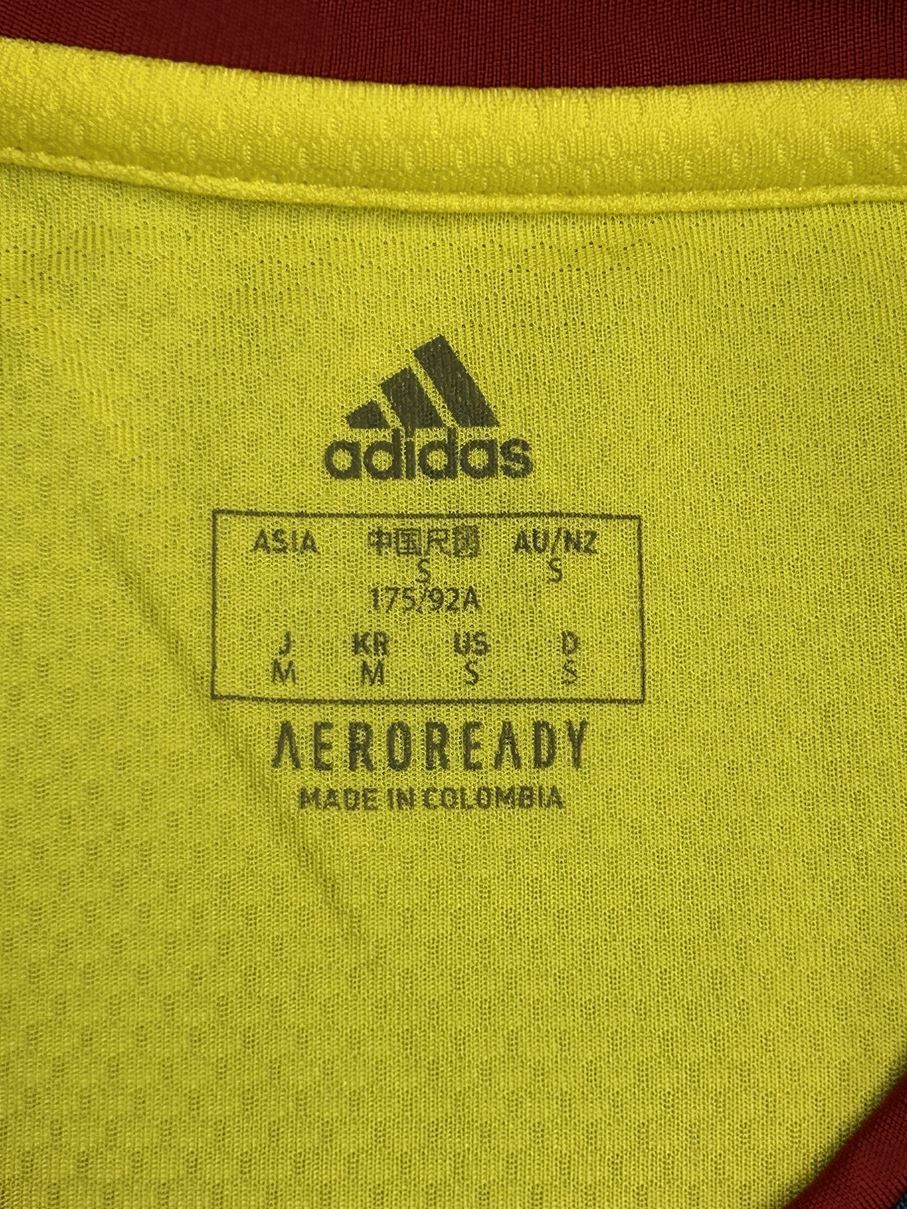 adidas
ASIA 中国尺码 AU/NZ
S S
175/92A
J KR US D
M M S S
AEROREADY
MADE IN COLOMBIA